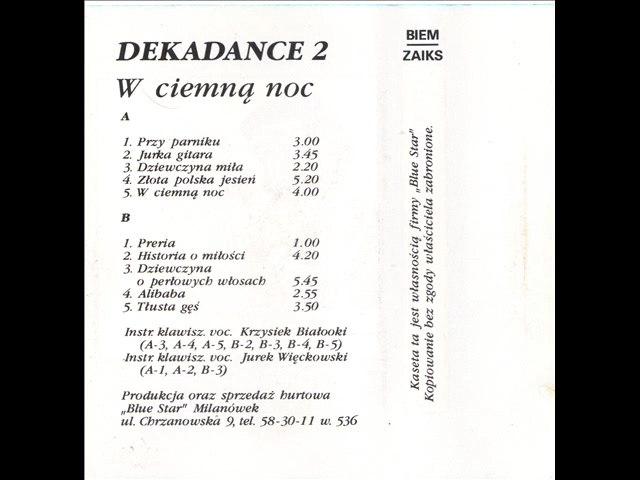 DEKADANCE 2
W ciemną noc
A
1. Przy parniku 3.00
2. Jurka gitara 3.45
3. Dziewczyna miła 2.20
4. Złota polska jesień 5.20
5. W ciemną noc 4.00
B
1. Preria 1.00
2. Historia o miłości 4.20
3. Dziewczyna
o perłowych włosach 5.45
4. Alibaba 2.55
5. Tłusta gęś 3.50
Instr. klawisz. voc. Krzysiek Białooki
(A-3, A-4, A-5, B-2, B-3, B-4, B-5)
Instr. klawisz. voc. Jurek Więckowski
(A-1, A-2, B-3)
Produkcja oraz sprzedaż hurtowa
„Blue Star" Milanówek
ul. Chrzanowska 9, tel. 58-30-11 w. 536
BIEM
ZAIKS
Kaseta ta jest własnością firmy „Blue Star"
Kopiowanie bez zgody właściciela zabronione.